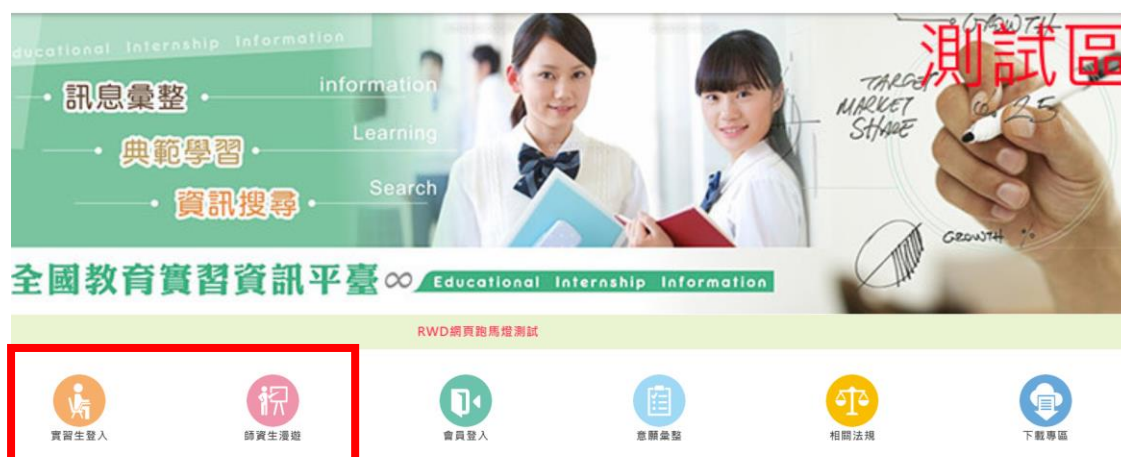 Educational Internship Information
訊息彙整
information
典範學習
Learning
資訊搜尋
Search
GROWTH
測試區
TARGET
MARKET
SHARE
25
GROWTH %
全國教育實習資訊平臺∞ Educational Internship Information
RWD網頁跑馬燈測試
實習生登入
師資生漫遊
會員登入
意願彙整
相關法規
下載專區